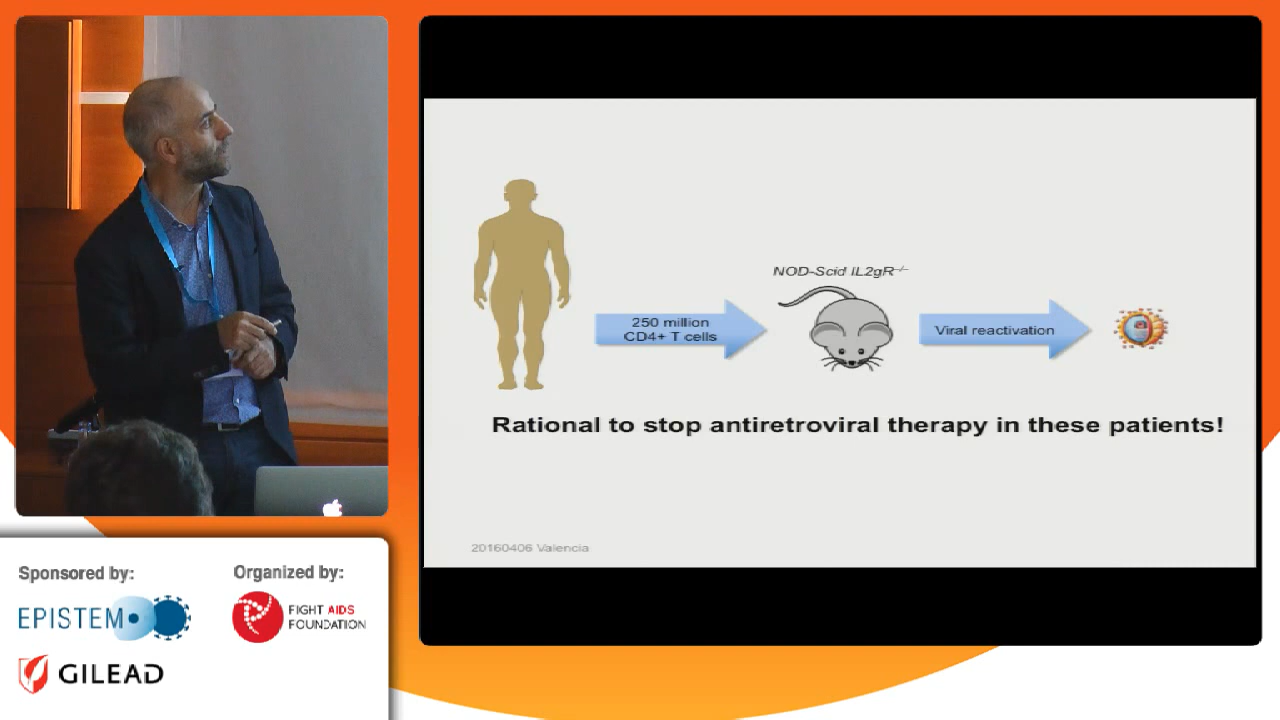 NOD-Scid IL2gR-/-
250 million
CD4+ T cells
Viral reactivation
Rational to stop antiretroviral therapy in these patients!
20160406 Valencia
Sponsored by:
EPISTEM
GILEAD
Organized by:
FIGHT AIDS
FOUNDATION